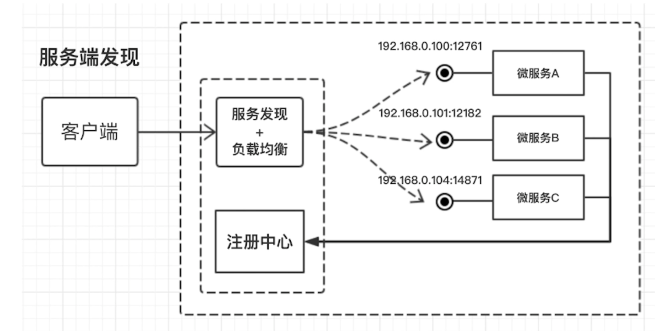 服务端发现
客户端
服务发现
+
负载均衡
注册中心
192.168.0.100:12761
微服务A
192.168.0.101:12182
微服务B
192.168.0.104:14871
微服务C